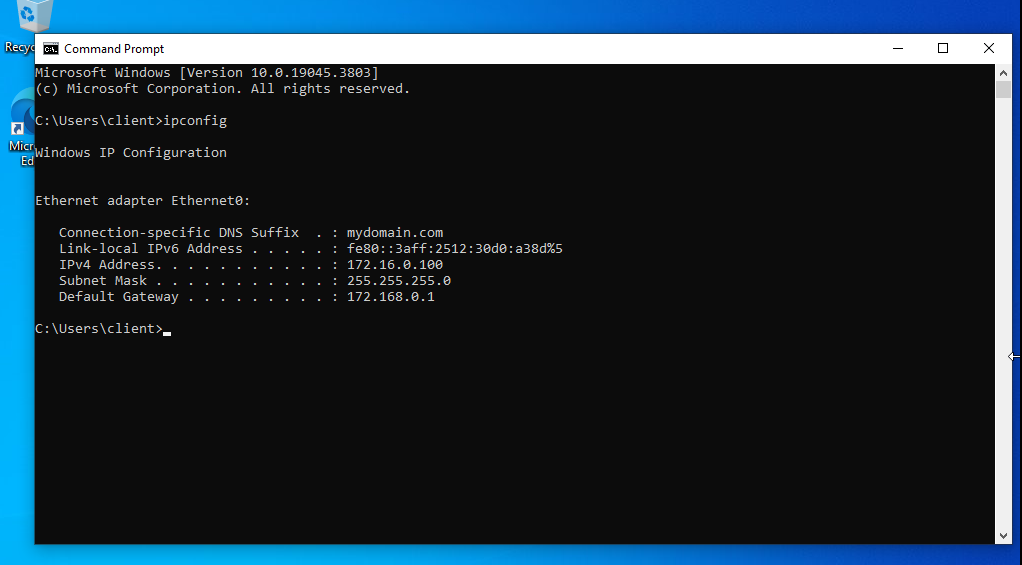 Recyc
Micr
Ed
Command Prompt
Microsoft Windows [Version 10.0.19045.3803]
(c) Microsoft Corporation. All rights reserved.
C:\Users\client>ipconfig
Windows IP Configuration
Ethernet adapter Ethernet0:
Connection-specific DNS Suffix  . : mydomain.com
Link-local IPv6 Address . . . . . : fe80::3aff:2512:30d0:a38d%5
IPv4 Address. . . . . . . . . . . : 172.16.0.100
Subnet Mask . . . . . . . . . . . : 255.255.255.0
Default Gateway . . . . . . . . . : 172.168.0.1
C:\Users\client>